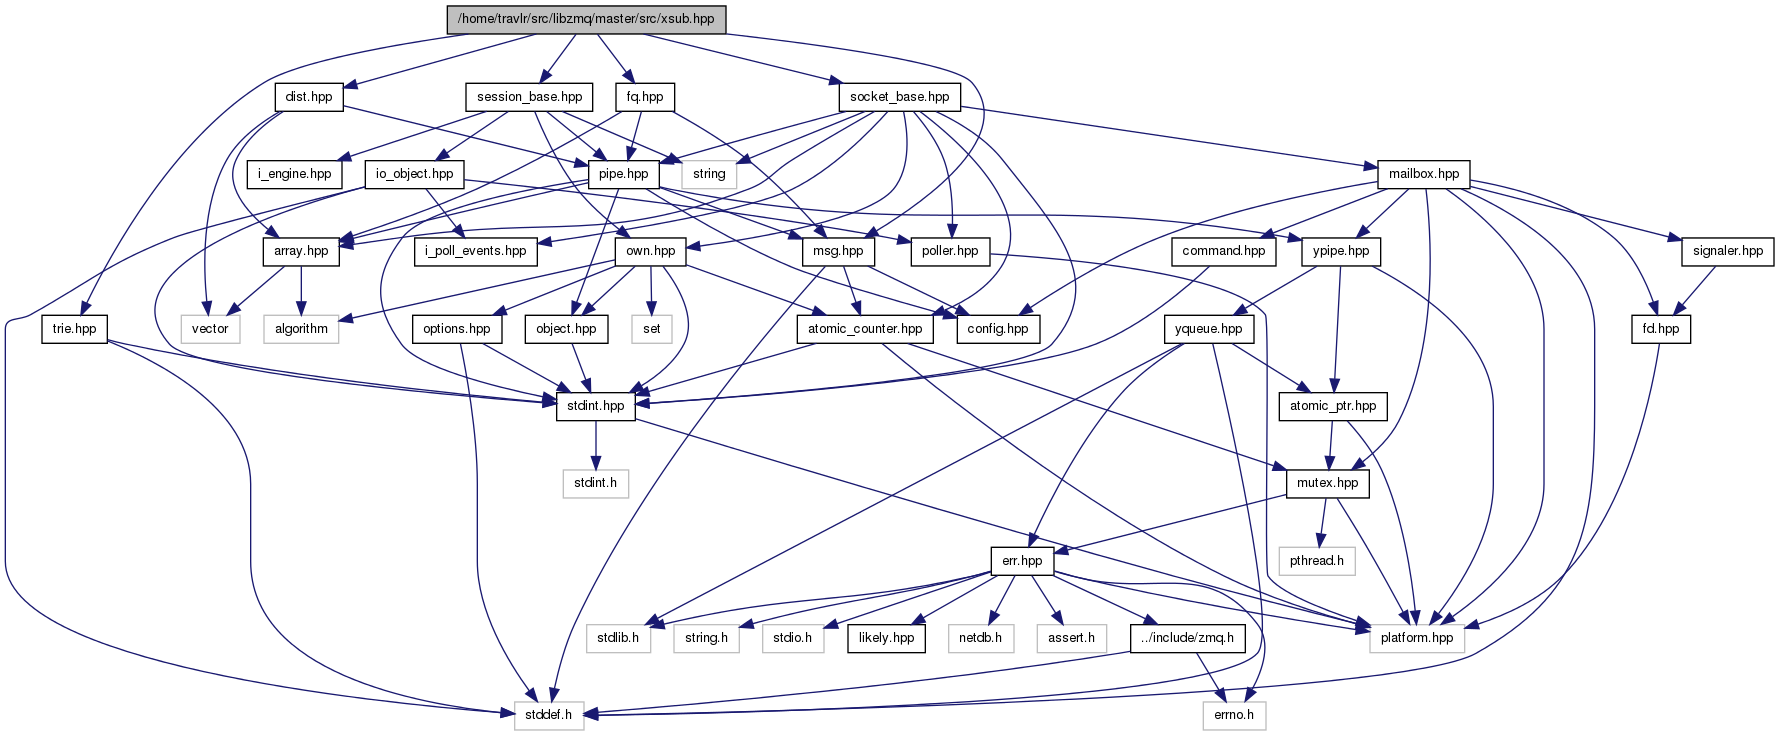 /home/travlr/src/libzmq/master/src/xsub.hpp
dist.hpp
session_base.hpp
fq.hpp
socket_base.hpp
i_engine.hpp
io_object.hpp
pipe.hpp
string
mailbox.hpp
array.hpp
i_poll_events.hpp
own.hpp
msg.hpp
poller.hpp
command.hpp
ypipe.hpp
signaler.hpp
trie.hpp
vector
algorithm
options.hpp
object.hpp
set
atomic_counter.hpp
config.hpp
yqueue.hpp
fd.hpp
stdint.hpp
atomic_ptr.hpp
stdint.h
mutex.hpp
err.hpp
pthread.h
stdlib.h
string.h
stdio.h
likely.hpp
netdb.h
assert.h
../include/zmq.h
platform.hpp
stddef.h
errno.h